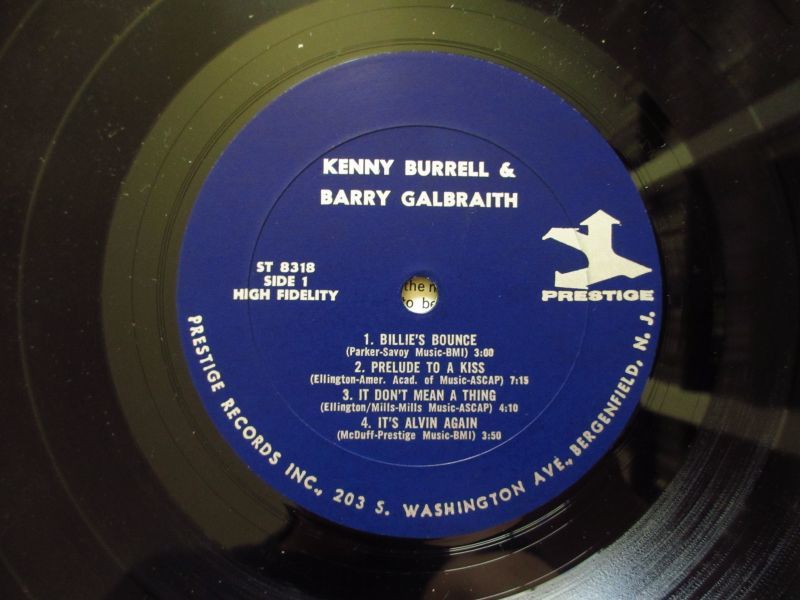 KENNY BURRELL &
BARRY GALBRAITH
ST 8318
SIDE 1
HIGH FIDELITY
PRESTIGE
the n
to be
1. BILLIE'S BOUNCE
(Parker-Savoy Music-BMI) 3:00
2. PRELUDE TO A KISS
(Ellington-Amer. Acad. of Music-ASCAP) 7:15
3. IT DON'T MEAN A THING
(Ellington/Mills-Mills Music-ASCAP) 4:10
4. IT'S ALVIN AGAIN
(McDuff-Prestige Music-BMI) 3:50
PRESTIGE RECORDS INC., 203 S. WASHINGTON AVE., BERGENFIELD, N. J.